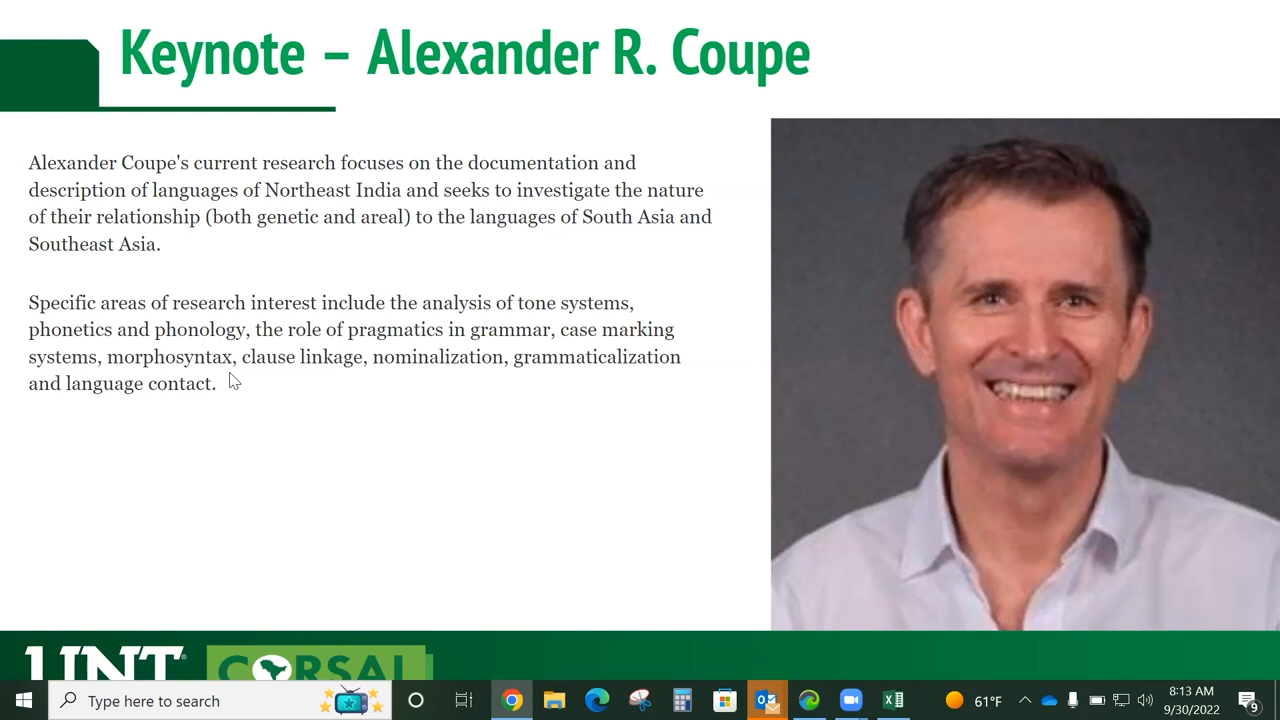 Keynote – Alexander R. Coupe
Alexander Coupe's current research focuses on the documentation and
description of languages of Northeast India and seeks to investigate the nature
of their relationship (both genetic and areal) to the languages of South Asia and
Southeast Asia.
Specific areas of research interest include the analysis of tone systems,
phonetics and phonology, the role of pragmatics in grammar, case marking
systems, morphosyntax, clause linkage, nominalization, grammaticalization
and language contact.
UNT®
CORSAL
Type here to search
61°F
8:13 AM
9/30/2022
9